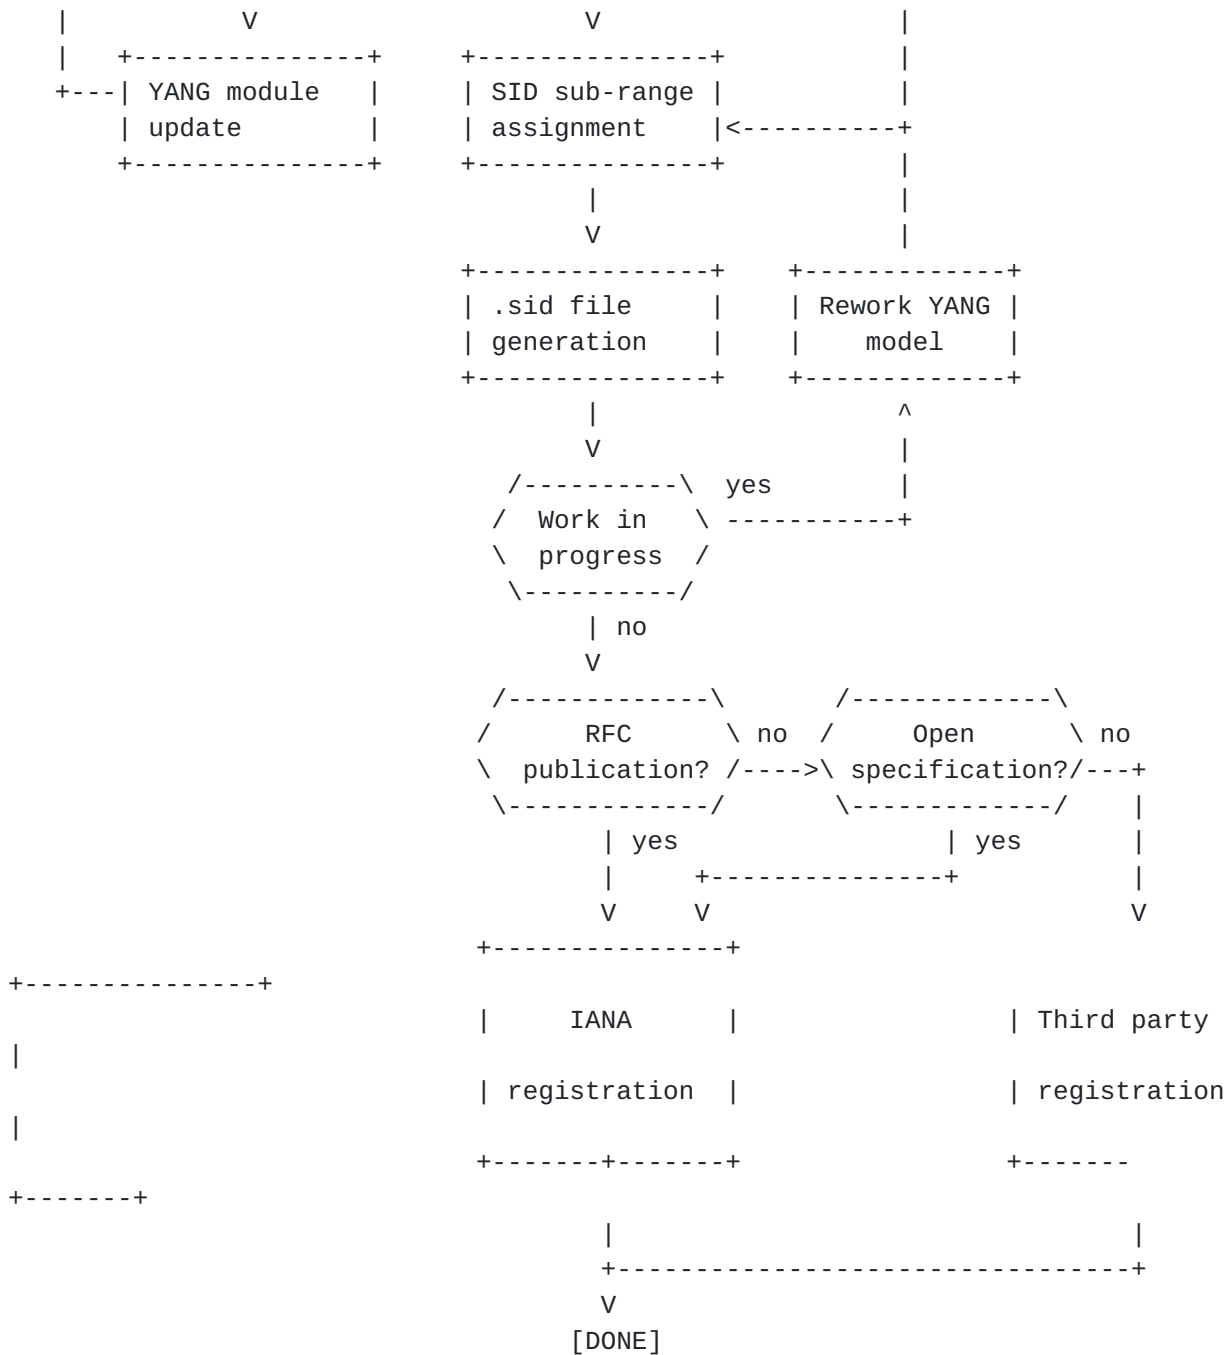 |           V                     V                   |
   |   +---------------+     +---------------+           |
   +---| YANG module   |     | SID sub-range |           |
       | update        |     | assignment    |<----------+
       +---------------+     +---------------+           |
                                     |                   |
                                     V                   |
                             +---------------+    +-------------+
                             | .sid file     |    | Rework YANG |
                             | generation    |    |    model    |
                             +---------------+    +-------------+
                                     |                   ^
                                     V                   |
                                /----------\  yes        |
                               /  Work in   \ -----------+
                               \  progress  /
                                \----------/
                                     | no
                                     V
                               /-------------\       /-------------\
                              /      RFC      \ no  /     Open      \ no
                              \  publication? /---->\ specification?/---+
                               \-------------/       \-------------/    |
                                      | yes                 | yes       |
                                      |     +---------------+           |
                                      V     V                           V
                              +---------------+
+---------------+
                              |     IANA      |                 | Third party
|
                              | registration  |                 | registration
|
                              +-------+-------+                 +-------
+-------+
                                      |                                 |
                                      +---------------------------------+
                                      V
                                    [DONE]